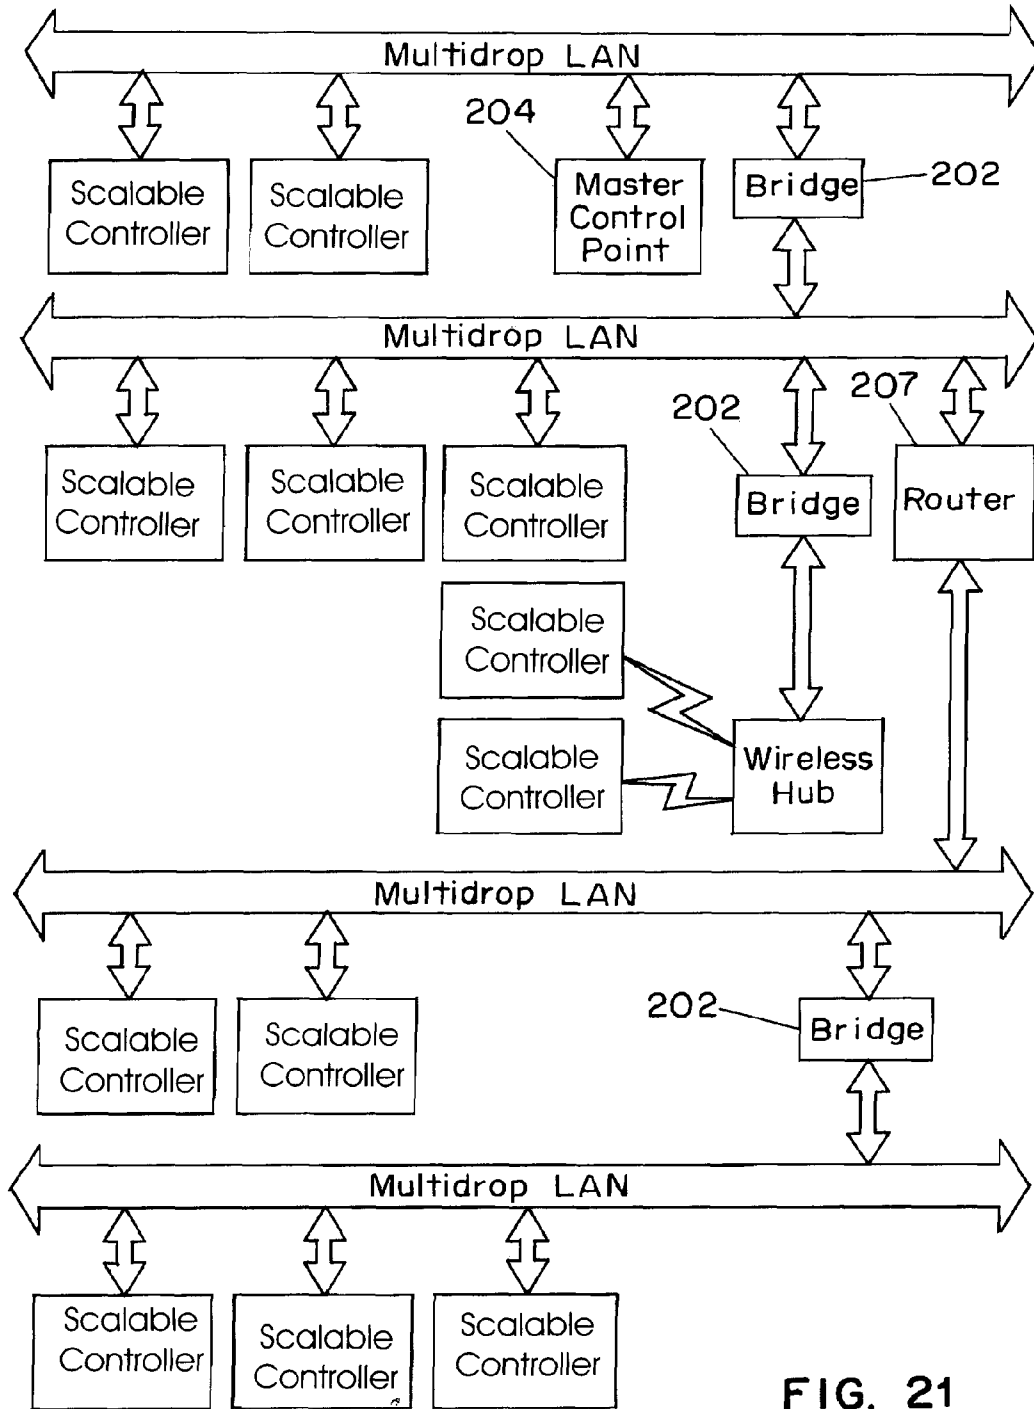 Multidrop LAN
204
Scalable
Controller
Scalable
Controller
Master
Control
Point
Bridge
202
Multidrop LAN
202
207
Scalable
Controller
Scalable
Controller
Scalable
Controller
Bridge
Router
Scalable
Controller
Scalable
Controller
Wireless
Hub
Multidrop LAN
Scalable
Controller
Scalable
Controller
202
Bridge
Multidrop LAN
Scalable
Controller
Scalable
Controller
Scalable
Controller
FIG. 21